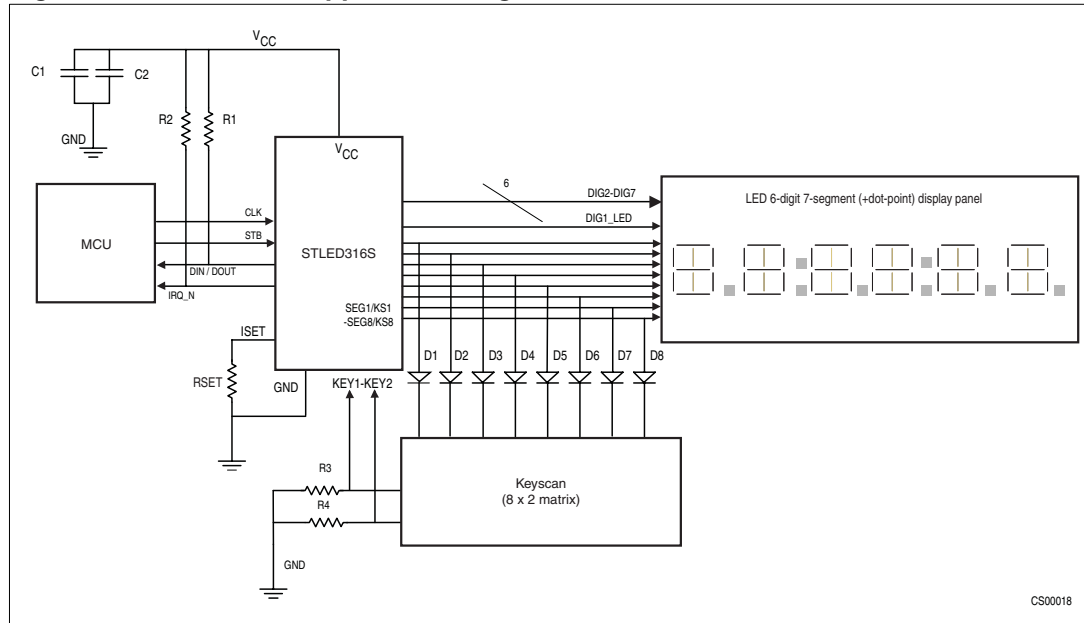 VCC
C1
C2
R2
R1
GND
VCC
6
DIG2-DIG7
LED 6-digit 7-segment (+dot-point) display panel
CLK
DIG1_LED
MCU
STB
STLED316S
DIN / DOUT
IRQ_N
SEG1/KS1
-SEG8/KS8
ISET
D1
D2
D3
D4
D5
D6
D7
D8
RSET
GND
KEY1-KEY2
R3
Keyscan
(8 x 2 matrix)
R4
GND
CS00018